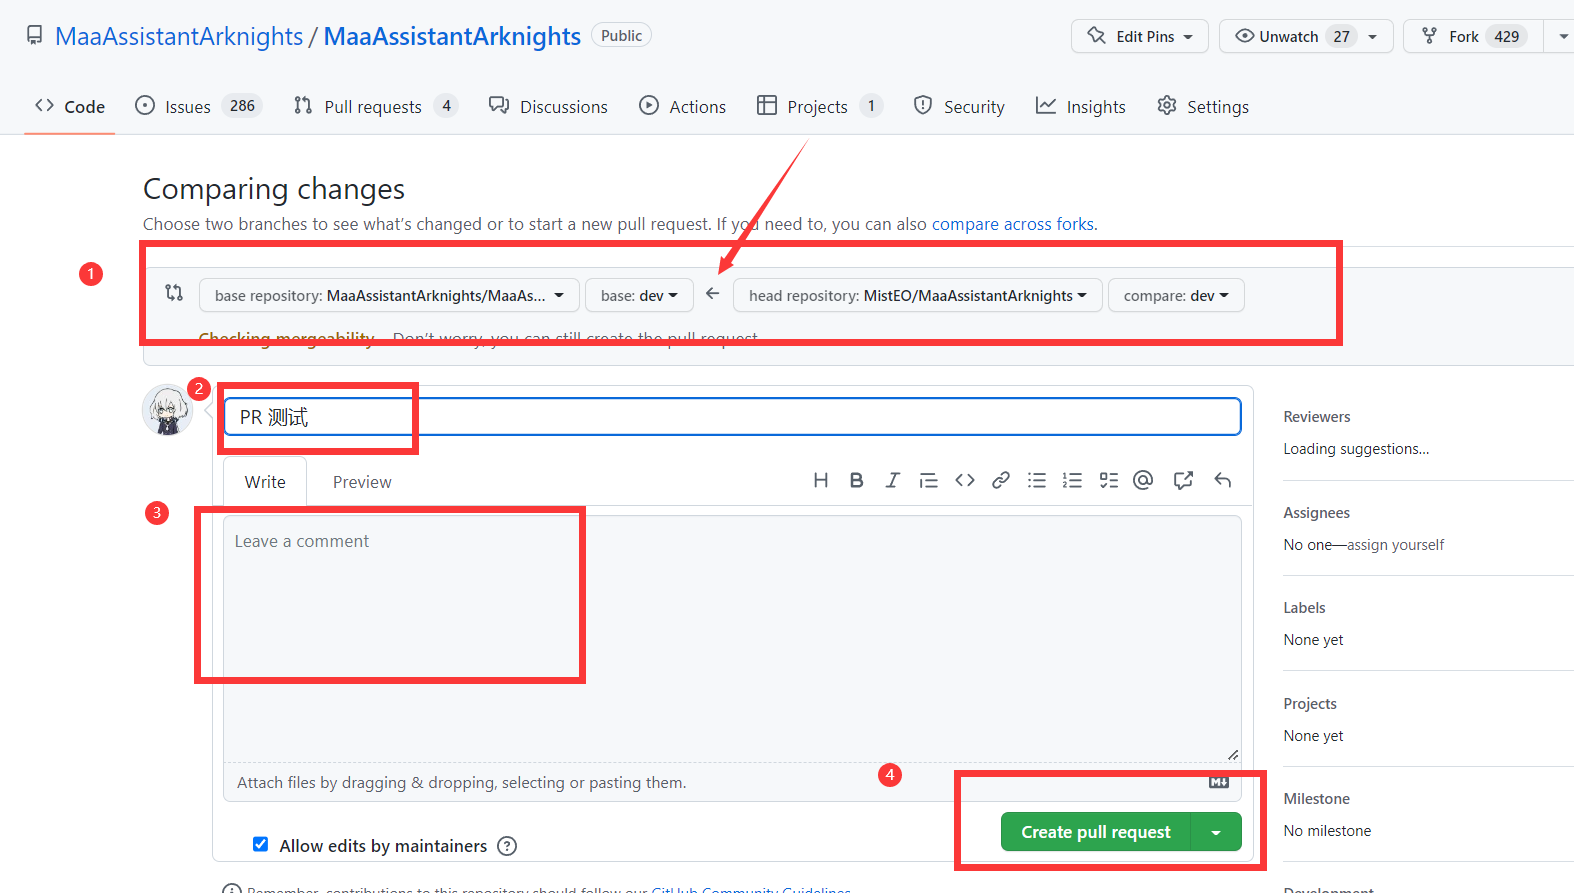 MaaAssistantArknights / MaaAssistantArknights Public
Edit Pins Unwatch 27 Fork 429
Code Issues 286 Pull requests 4 Discussions Actions Projects 1 Security Insights Settings
Comparing changes
Choose two branches to see what's changed or to start a new pull request. If you need to, you can also compare across forks.
1
base repository: MaaAssistantArknights/MaaAs... base: dev head repository: MistEO/MaaAssistantArknights compare: dev
Checking mergeability Don't worry, you can still create the pull request
2
PR 测试
Write Preview
3
Leave a comment
Attach files by dragging & dropping, selecting or pasting them.
4
Create pull request
Allow edits by maintainers
Remember, contributions to this repository should follow our GitHub Community Guidelines
Reviewers
Loading suggestions...
Assignees
No one—assign yourself
Labels
None yet
Projects
None yet
Milestone
No milestone
Development